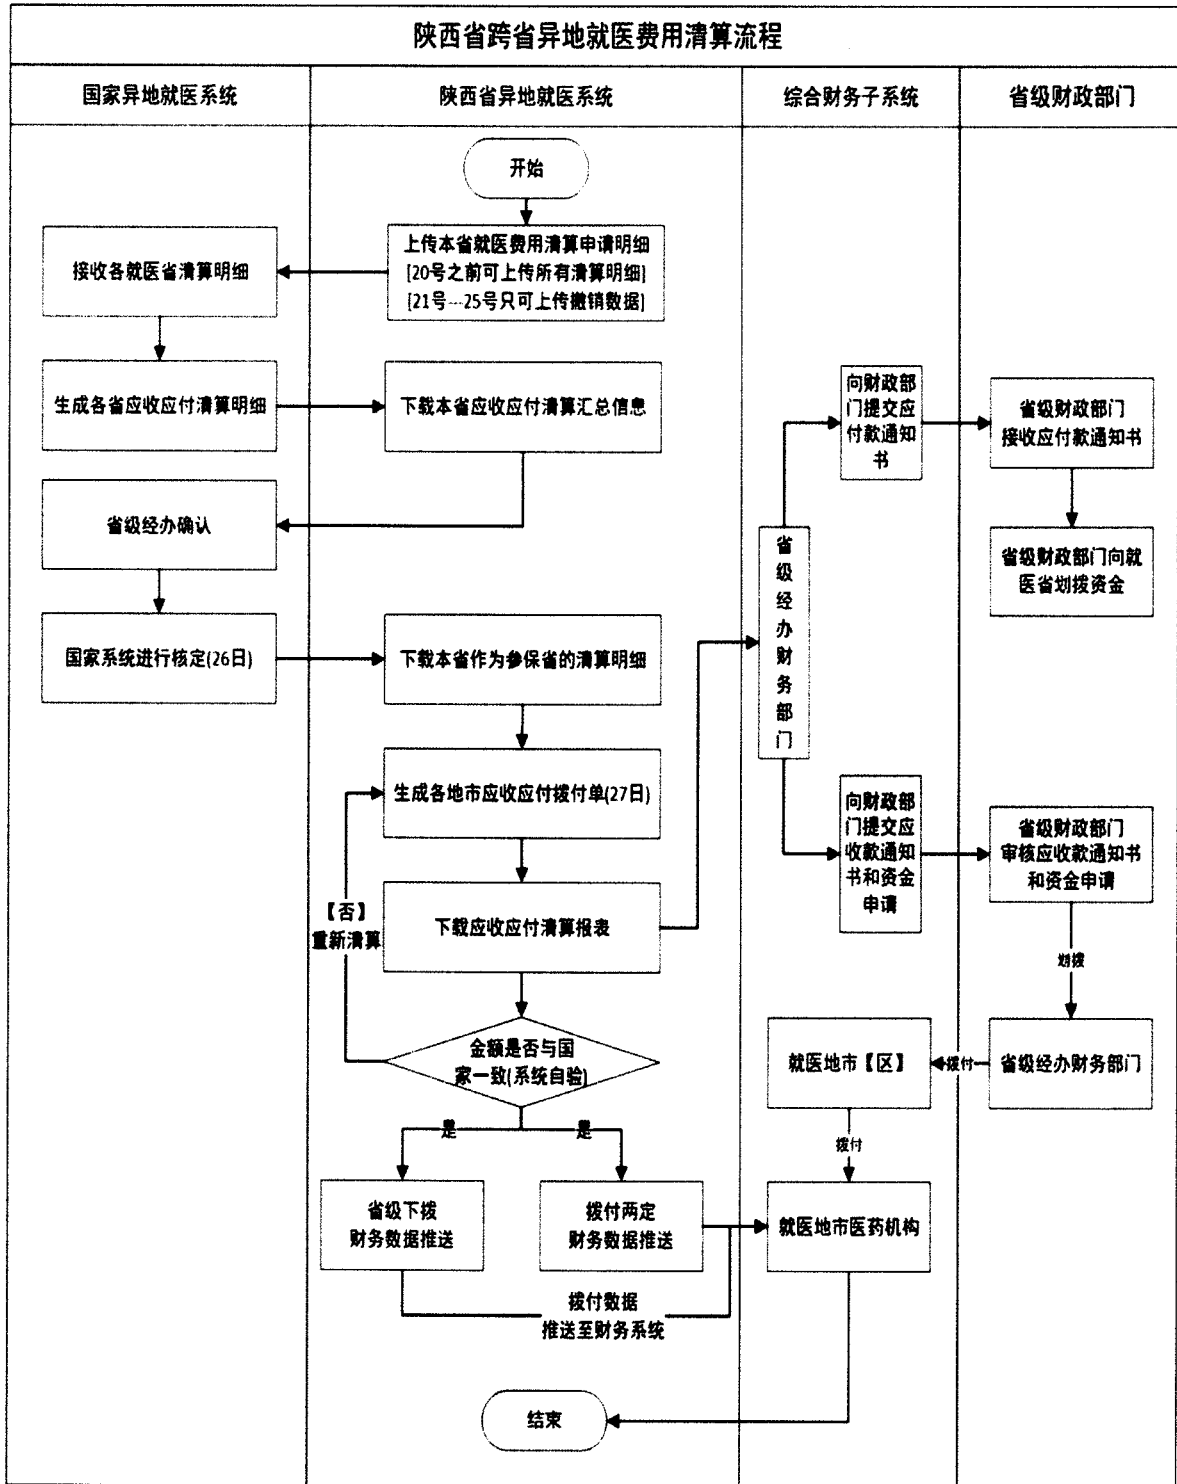 陕西省跨省异地就医费用清算流程
国家异地就医系统
陕西省异地就医系统
综合财务子系统
省级财政部门
开始
上传本省就医费用清算申请明细
[20号之前可上传所有清算明细]
[21号---25号只可上传撤销数据]
接收各就医省清算明细
生成各省应收应付清算明细
下载本省应收应付清算汇总信息
向财政部
门提交应
付款通知
书
省级财政部门
接收应付款通知书
省级经办确认
省
级
经
办
财
务
部
门
省级财政部门向就
医省划拨资金
国家系统进行核定(26日)
下载本省作为参保省的清算明细
生成各地市应收应付拨付单(27日)
向财政部
门提交应
收款通知
书和资金
申请
省级财政部门
审核应收款通知书
和资金申请
【否】
重新清算
下载应收应付清算报表
划拨
金额是否与国
家一致(系统自验)
就医地市【区】
拨付
省级经办财务部门
是
是
拨付
省级下拨
财务数据推送
拨付两定
财务数据推送
就医地市医药机构
拨付数据
推送至财务系统
结束